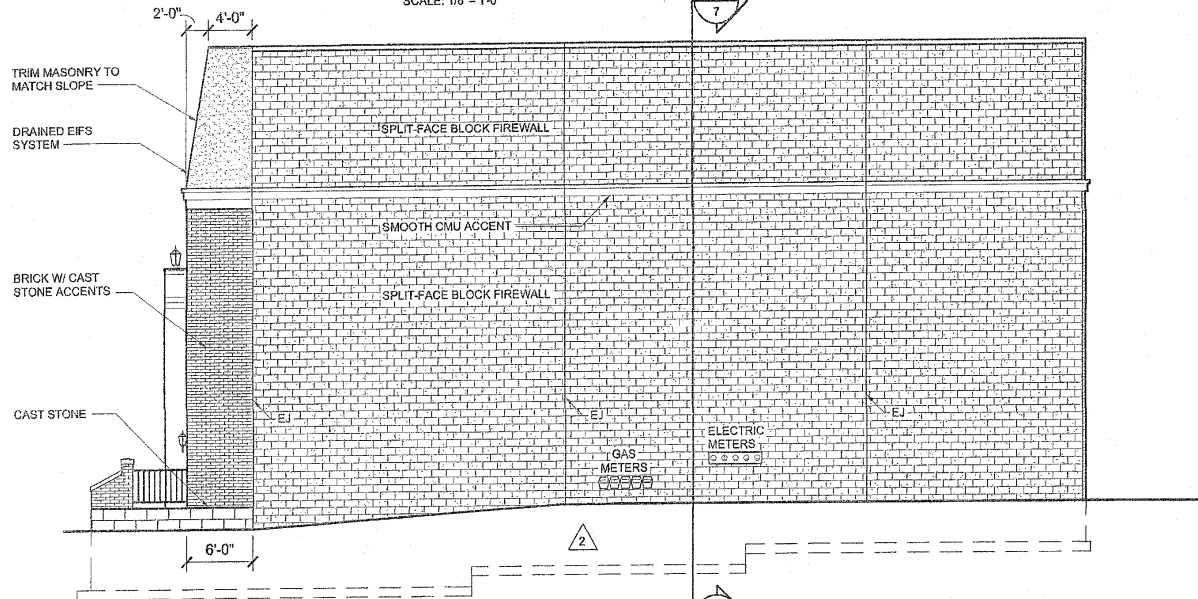 SCALE: 1/8" = 1'-0"
7
2'-0"
4'-0"
TRIM MASONRY TO
MATCH SLOPE
DRAINED EIFS
SYSTEM
SPLIT-FACE BLOCK FIREWALL
SMOOTH CMU ACCENT
BRICK W/ CAST
STONE ACCENTS
SPLIT-FACE BLOCK FIREWALL
CAST STONE
EJ
EJ
EJ
ELECTRIC
METERS
GAS
METERS
2
6'-0"